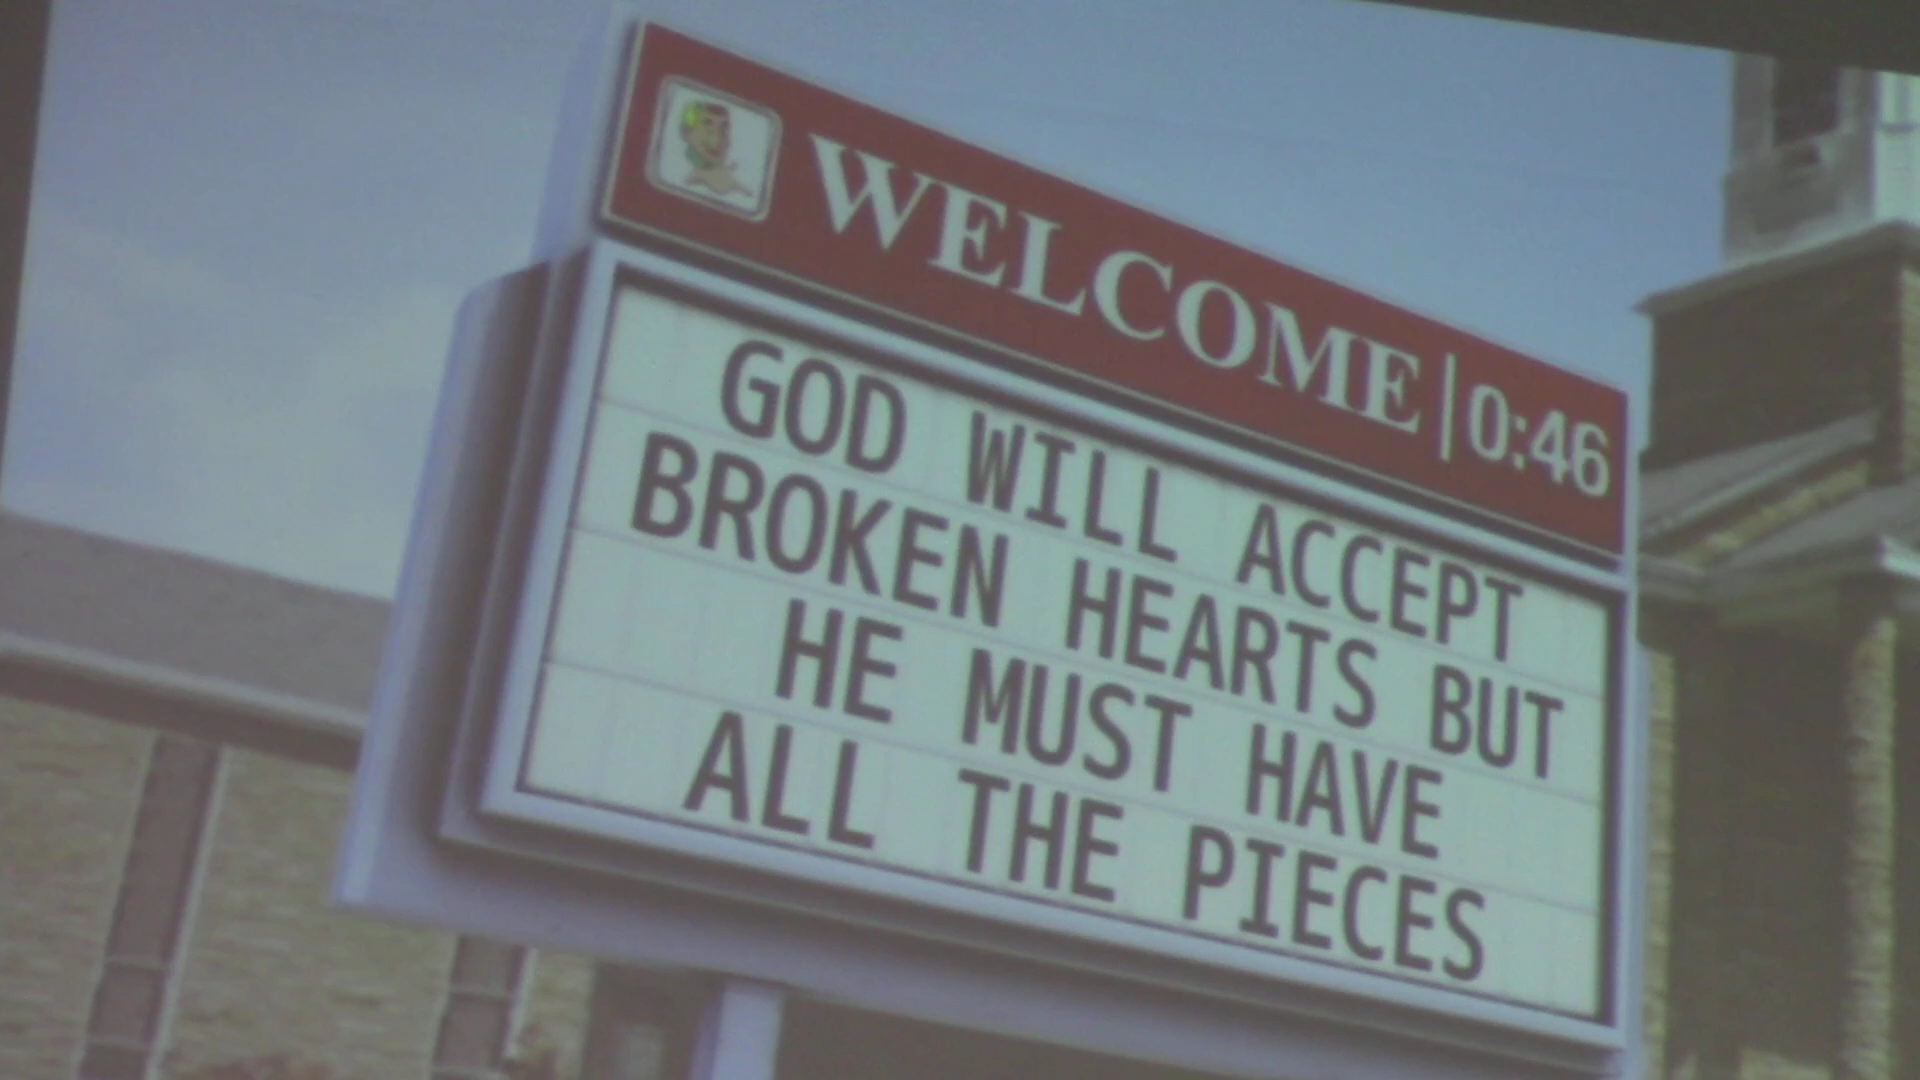 WELCOME|0:46
GOD WILL ACCEPT
BROKEN HEARTS BUT
HE MUST HAVE
ALL THE PIECES